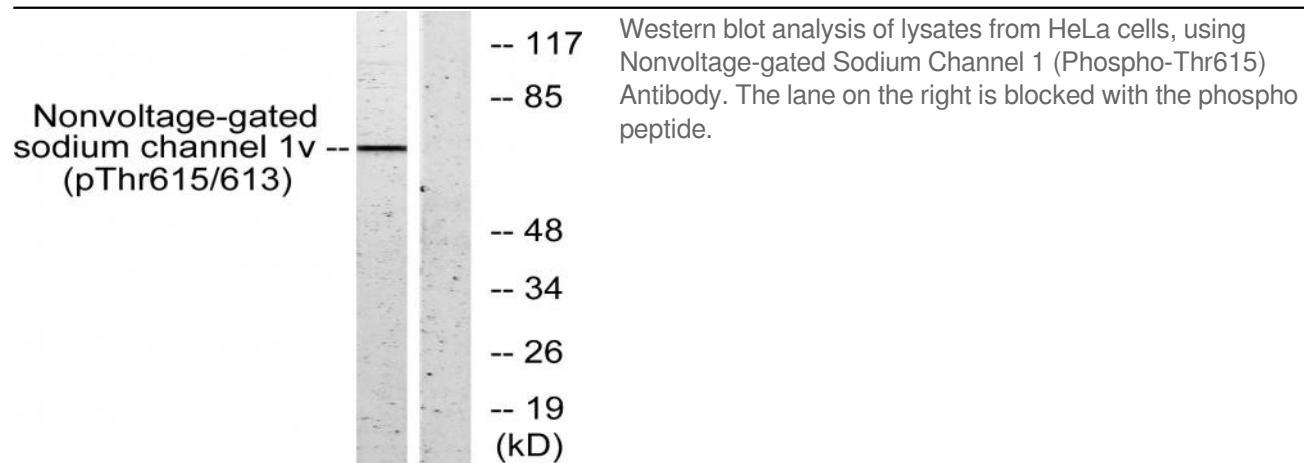 Nonvoltage-gated
sodium channel 1v --
(pThr615/613)
-- 117
-- 85
-- 48
-- 34
-- 26
-- 19
(kD)
Western blot analysis of lysates from HeLa cells, using
Nonvoltage-gated Sodium Channel 1 (Phospho-Thr615)
Antibody. The lane on the right is blocked with the phospho
peptide.